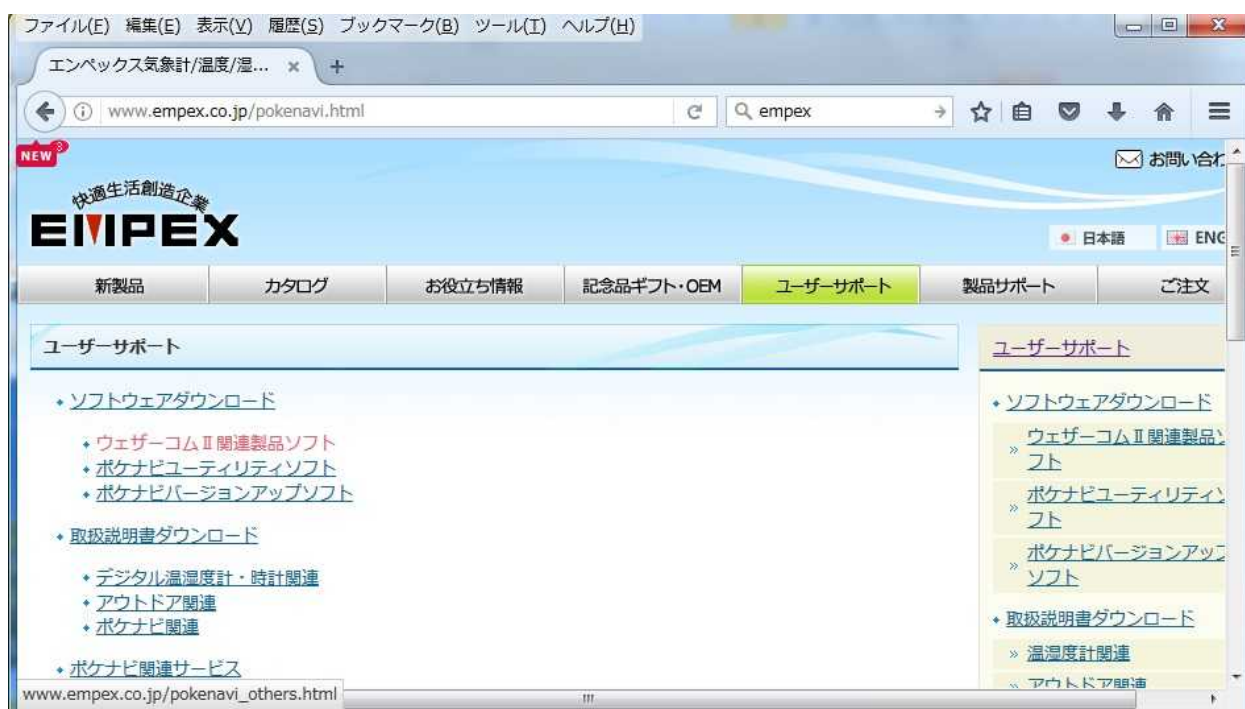 ファイル(F) 編集(E) 表示(V) 履歴(S) ブックマーク(B) ツール(T) ヘルプ(H)
エンペックス気象計/温度/湿... × +
www.empex.co.jp/pokenavi.html empex
NEW 3
お問い合わ
快適生活創造企業
EMPEX
日本語 ENG
新製品 カタログ お役立ち情報 記念品ギフト・OEM ユーザーサポート 製品サポート ご注文
ユーザーサポート
ソフトウェアダウンロード
ウェザーコムⅡ関連製品ソフト
ポケナビユーティリティソフト
ポケナビバージョンアップソフト
取扱説明書ダウンロード
デジタル温湿度計・時計関連
アウトドア関連
ポケナビ関連
ポケナビ関連サービス
www.empex.co.jp/pokenavi_others.html
ユーザーサポート
ソフトウェアダウンロード
» ウェザーコムⅡ関連製品ソ
フト
» ポケナビユーティリティソ
フト
» ポケナビバージョンアップ
ソフト
取扱説明書ダウンロード
» 温湿度計関連
» アウトドア関連